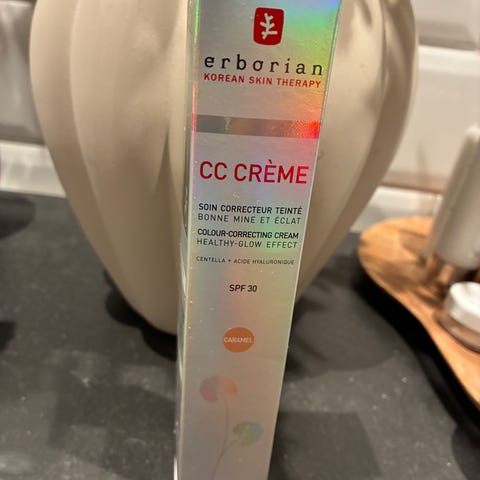 erborian
KOREAN SKIN THERAPY
CC CRÈME
SOIN CORRECTEUR TEINTÉ
BONNE MINE ET ÉCLAT
COLOUR-CORRECTING CREAM
HEALTHY-GLOW EFFECT
CENTELLA + ACIDE HYALURONIQUE
SPF 30
CARAMEL